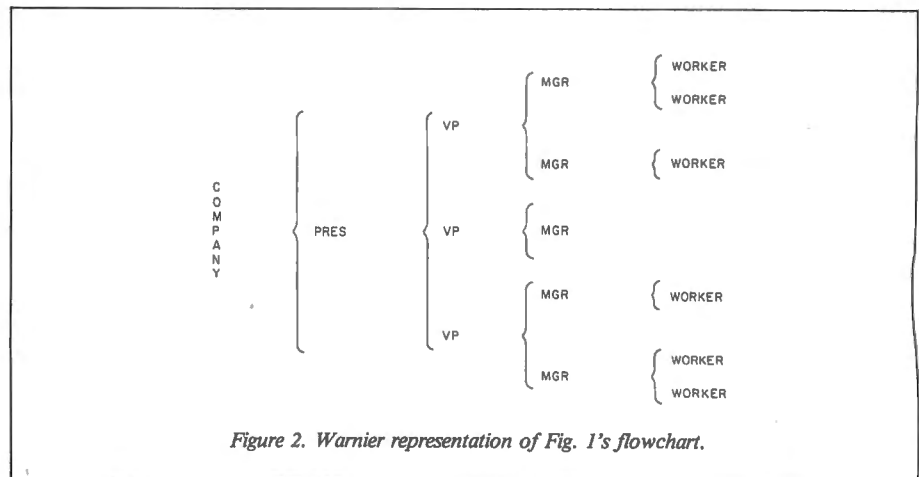 WORKER
MGR
WORKER
VP
MGR WORKER
C
O
M
P
A
N
Y
PRES VP MGR
MGR WORKER
VP
WORKER
MGR
WORKER
Figure 2. Warnier representation of Fig. 1's flowchart.